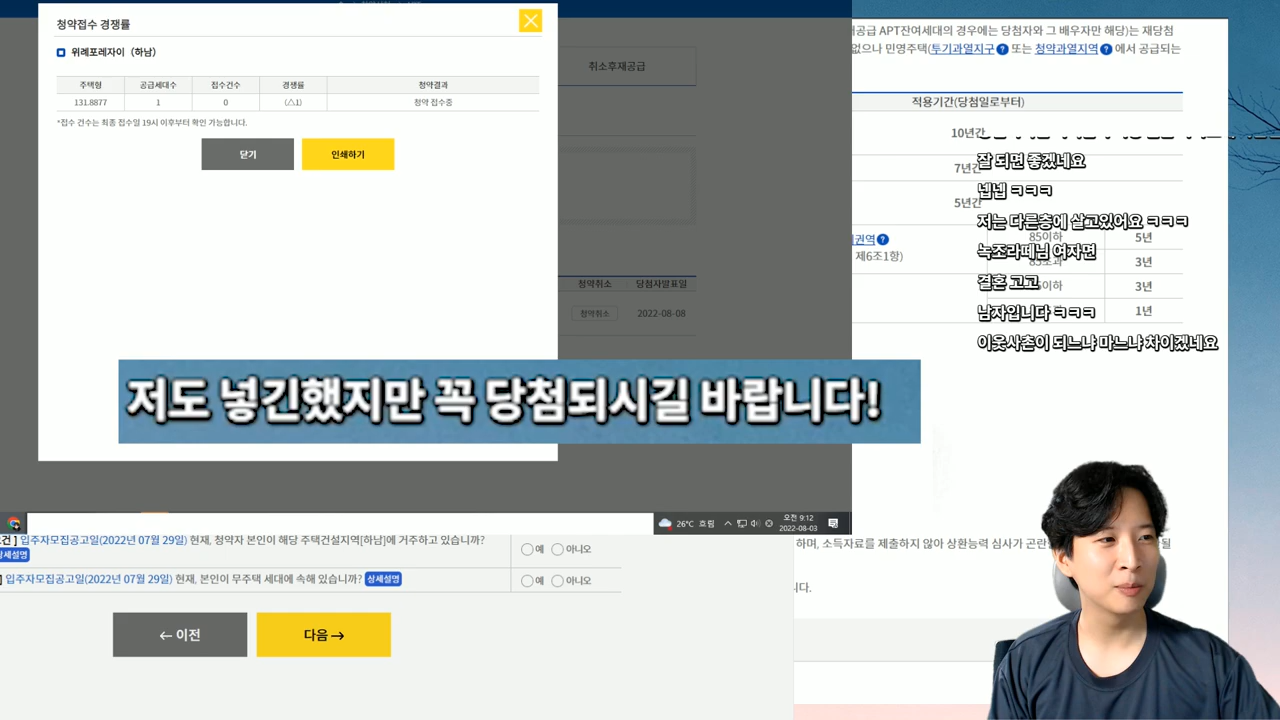 청약접수 경쟁률
위례포레자이 (하남)
주택형 공급세대수 접수건수 경쟁률 청약결과
131.8877 1 0 (△1) 청약 접수중
*접수 건수는 최종 접수일 19시 이후부터 확인 가능합니다.
닫기 인쇄하기
취소후재공급
청약취소 당첨자발표일
청약취소 2022-08-08
공급 APT잔여세대의 경우에는 당첨자와 그 배우자만 해당)는 재당첨
없으나 민영주택(투기과열지구 ? 또는 청약과열지역 ? 에서 공급되는
적용기간(당첨일로부터)
10년간
7년간
5년간
권역 ?
제6조1항)
85이하 5년
85초과 3년
이하 3년
1년
잘 되면 좋겠네요
넵넵 ㅋㅋㅋ
저는 다른층에 살고있어요 ㅋㅋㅋ
녹조라떼님 여자면
결혼 고고
남자입니다 ㅋㅋㅋ
이웃사촌이 되느냐 마느냐 차이겠네요
저도 넣긴했지만 꼭 당첨되시길 바랍니다!
26°C 흐림 오전 9:12
2022-08-03
건 ] 입주자모집공고일(2022년 07월 29일) 현재, 청약자 본인이 해당 주택건설지역[하남]에 거주하고 있습니까? 예 아니오
상세설명
] 입주자모집공고일(2022년 07월 29일) 현재, 본인이 무주택 세대에 속해 있습니까? 상세설명 예 아니오
← 이전 다음 →
하며, 소득자료를 제출하지 않아 상환능력 심사가 곤란
니다.